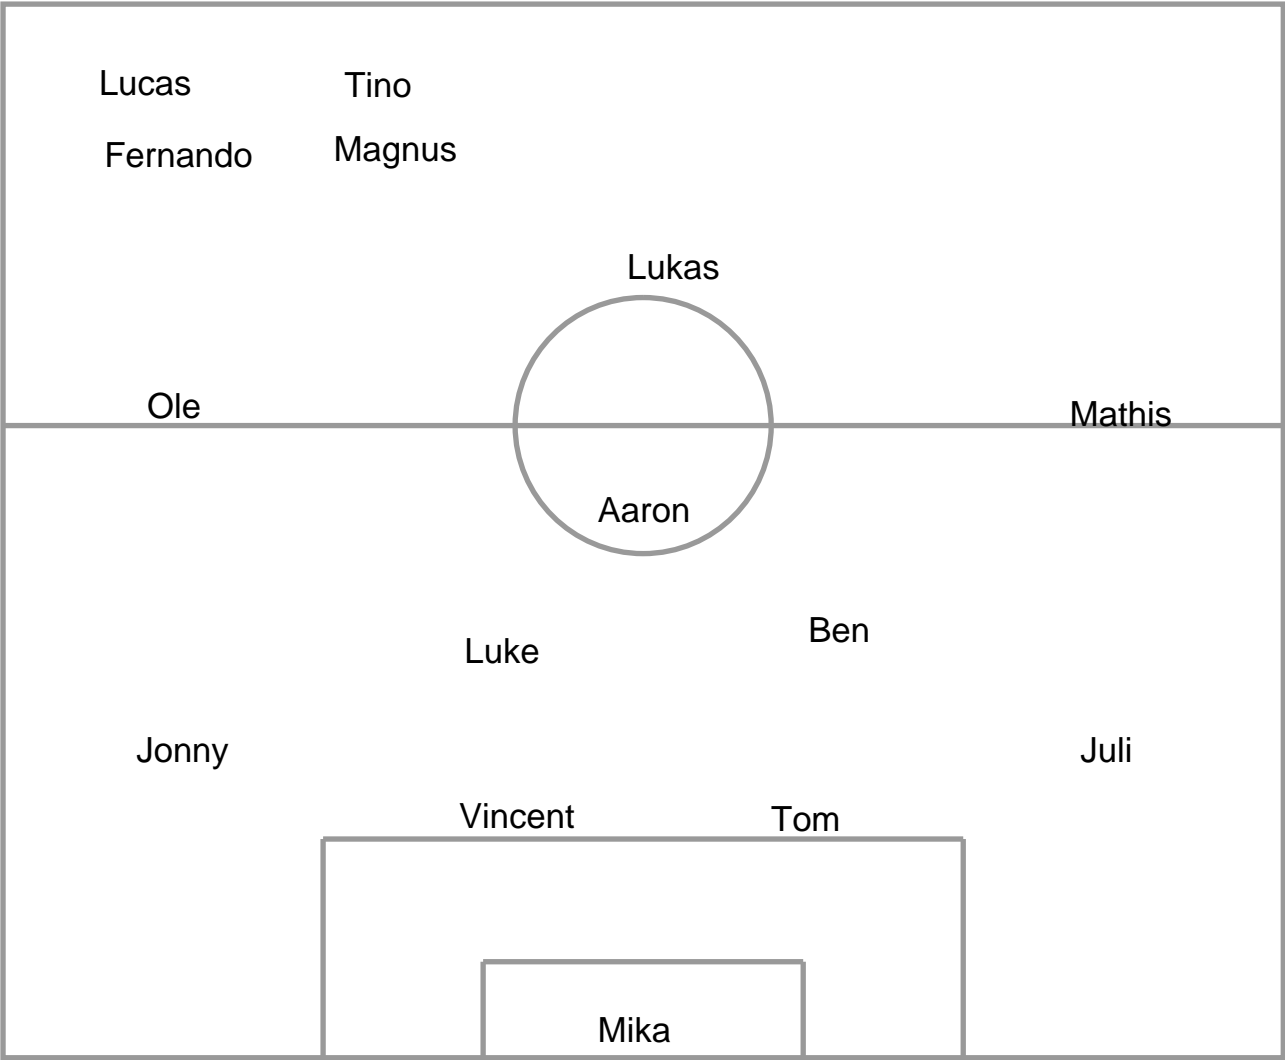 Lucas
Tino
Fernando
Magnus
Lukas
Ole
Mathis
Aaron
Ben
Luke
Jonny
Juli
Vincent
Tom
Mika